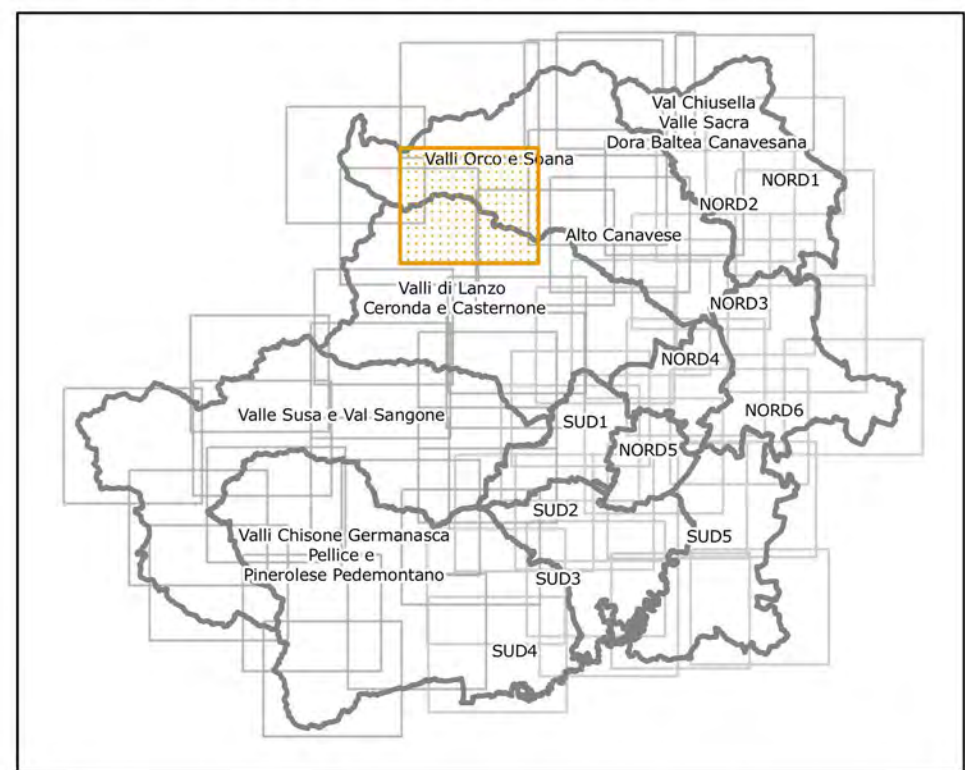 Val Chiusella
Valle Sacra
Dora Baltea Canavesana
Valli Orco e Soana
NORD1
NORD2
Alto Canavese
Valli di Lanzo
Ceronda e Casternone
NORD3
NORD4
Valle Susa e Val Sangone
SUD1
NORD6
NORD5
SUD2
Valli Chisone Germanasca
Pellice e
Pinerolese Pedemontano
SUD5
SUD3
SUD4